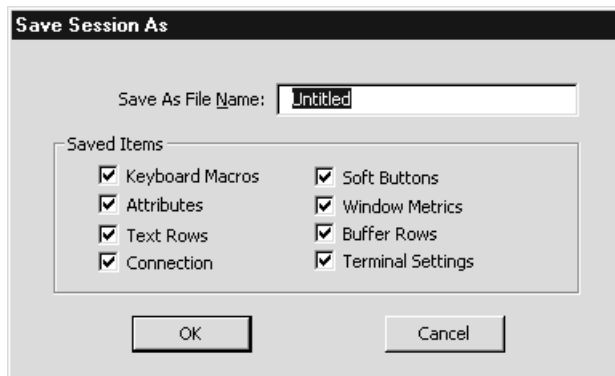 Save Session As
Save As File Name: Untitled
Saved Items
Keyboard Macros Soft Buttons
Attributes Window Metrics
Text Rows Buffer Rows
Connection Terminal Settings
OK Cancel